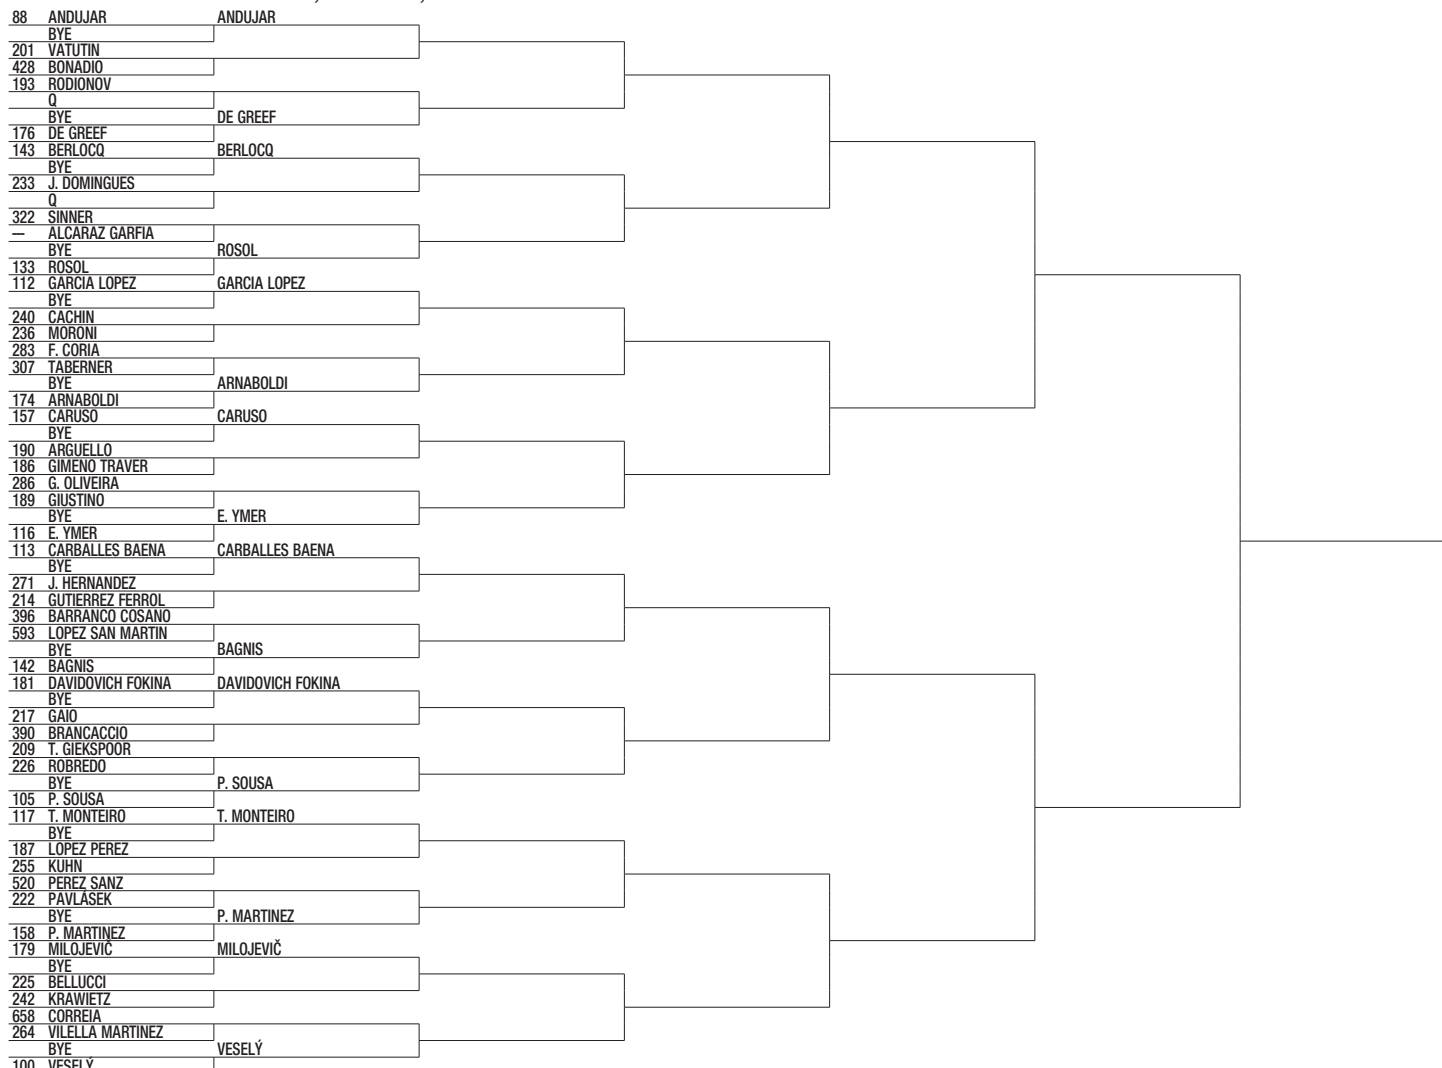 88 ANDUJAR ANDUJAR
BYE
201 VATUTIN
428 BONADIO
193 RODIONOV
Q
BYE DE GREEF
176 DE GREEF
143 BERLOCQ BERLOCQ
BYE
233 J. DOMINGUES
Q
322 SINNER
— ALCARAZ GARFIA
BYE ROSOL
133 ROSOL
112 GARCIA LOPEZ GARCIA LOPEZ
BYE
240 CACHIN
236 MORONI
283 F. CORIA
307 TABERNER
BYE ARNABOLDI
174 ARNABOLDI
157 CARUSO CARUSO
BYE
190 ARGUELLO
186 GIMENO TRAVER
286 G. OLIVEIRA
189 GIUSTINO
BYE E. YMER
116 E. YMER
113 CARBALLES BAENA CARBALLES BAENA
BYE
271 J. HERNANDEZ
214 GUTIERREZ FERROL
396 BARRANCO COSANO
593 LOPEZ SAN MARTIN
BYE BAGNIS
142 BAGNIS
181 DAVIDOVICH FOKINA DAVIDOVICH FOKINA
BYE
217 GAIO
390 BRANCACCIO
209 T. GIEKSPOOR
226 ROBREDO
BYE P. SOUSA
105 P. SOUSA
117 T. MONTEIRO T. MONTEIRO
BYE
187 LOPEZ PEREZ
255 KUHN
520 PEREZ SANZ
222 PAVLÁSEK
BYE P. MARTINEZ
158 P. MARTINEZ
179 MILOJEVIČ MILOJEVIČ
BYE
225 BELLUCCI
242 KRAWIETZ
658 CORREIA
264 VILELLA MARTINEZ
BYE VESELÝ
100 VESELÝ